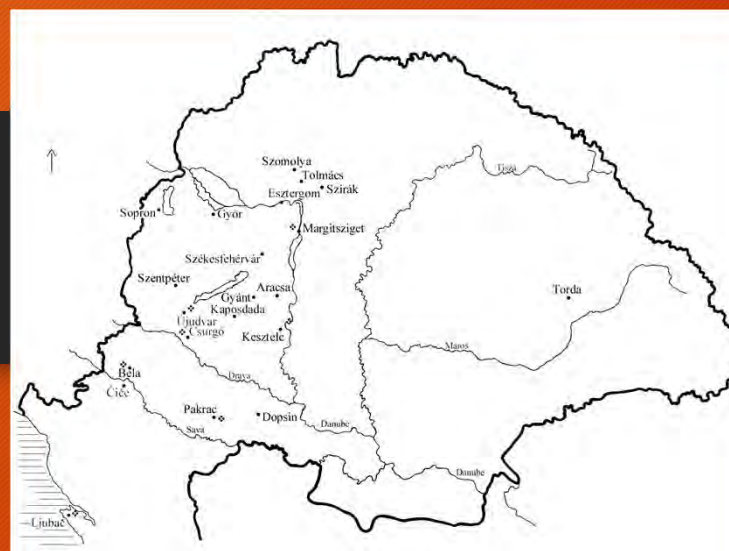 Szomolya
Tolmács
Tisza
Esztergom
Szirák
Sopron
Győr
Margitsziget
Székesfehérvár
Szentpéter
Aracsa
Torda
Gyánt
Kaposdada
Újudvar
Csurgó
Kesztelc
Maros
Béla
Drava
Čiče
Pakrac
Dopsin
Sava
Danube
Danube
Ljubač